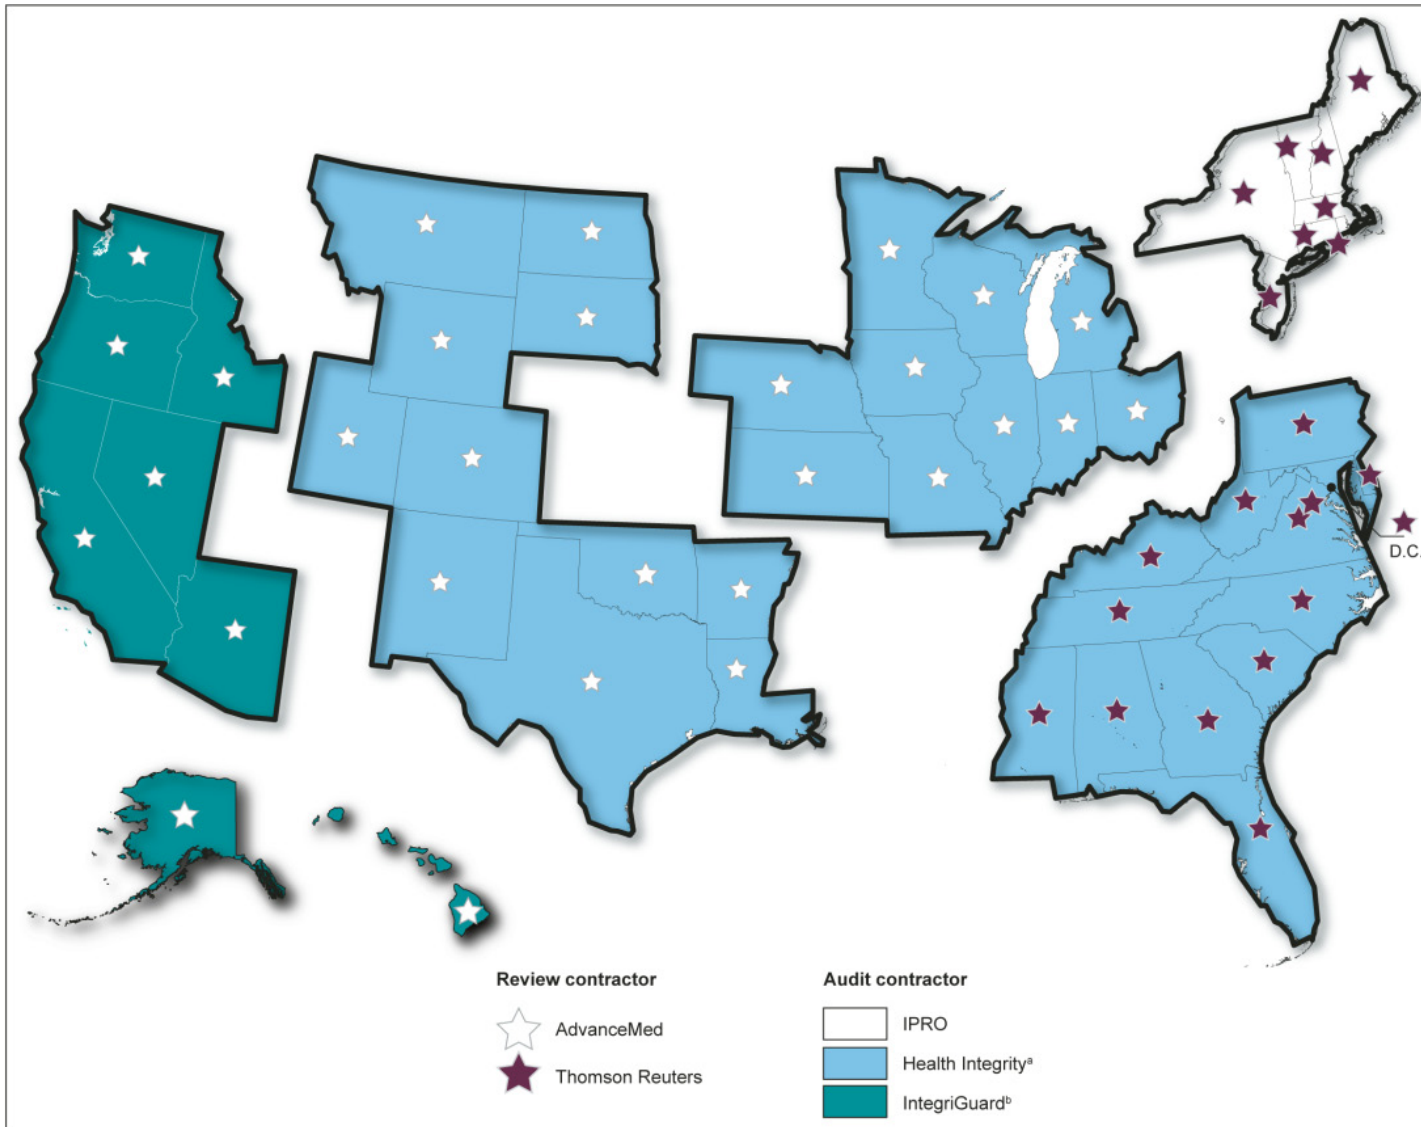 D.C.
Review contractor
AdvanceMed
Thomson Reuters
Audit contractor
IPRO
Health Integrityᵃ
IntegriGuardᵇ